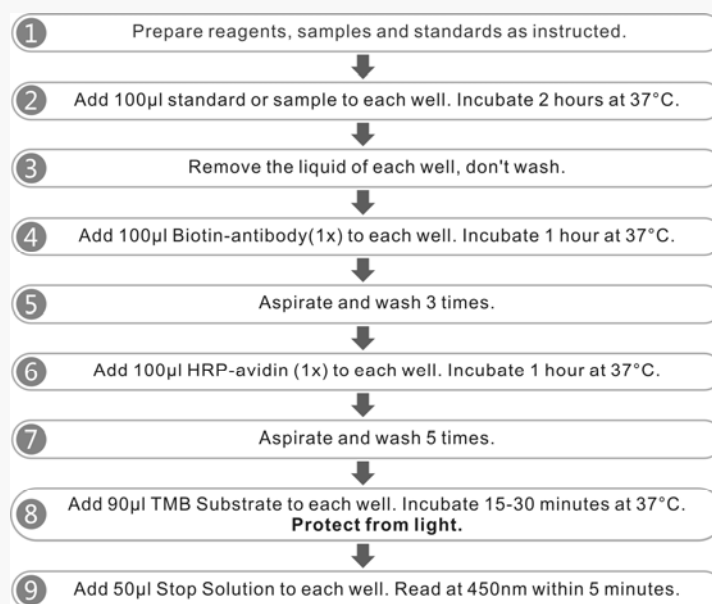 1 Prepare reagents, samples and standards as instructed.
2 Add 100μl standard or sample to each well. Incubate 2 hours at 37°C.
3 Remove the liquid of each well, don't wash.
4 Add 100μl Biotin-antibody(1x) to each well. Incubate 1 hour at 37°C.
5 Aspirate and wash 3 times.
6 Add 100μl HRP-avidin (1x) to each well. Incubate 1 hour at 37°C.
7 Aspirate and wash 5 times.
8 Add 90μl TMB Substrate to each well. Incubate 15-30 minutes at 37°C.
Protect from light.
9 Add 50μl Stop Solution to each well. Read at 450nm within 5 minutes.